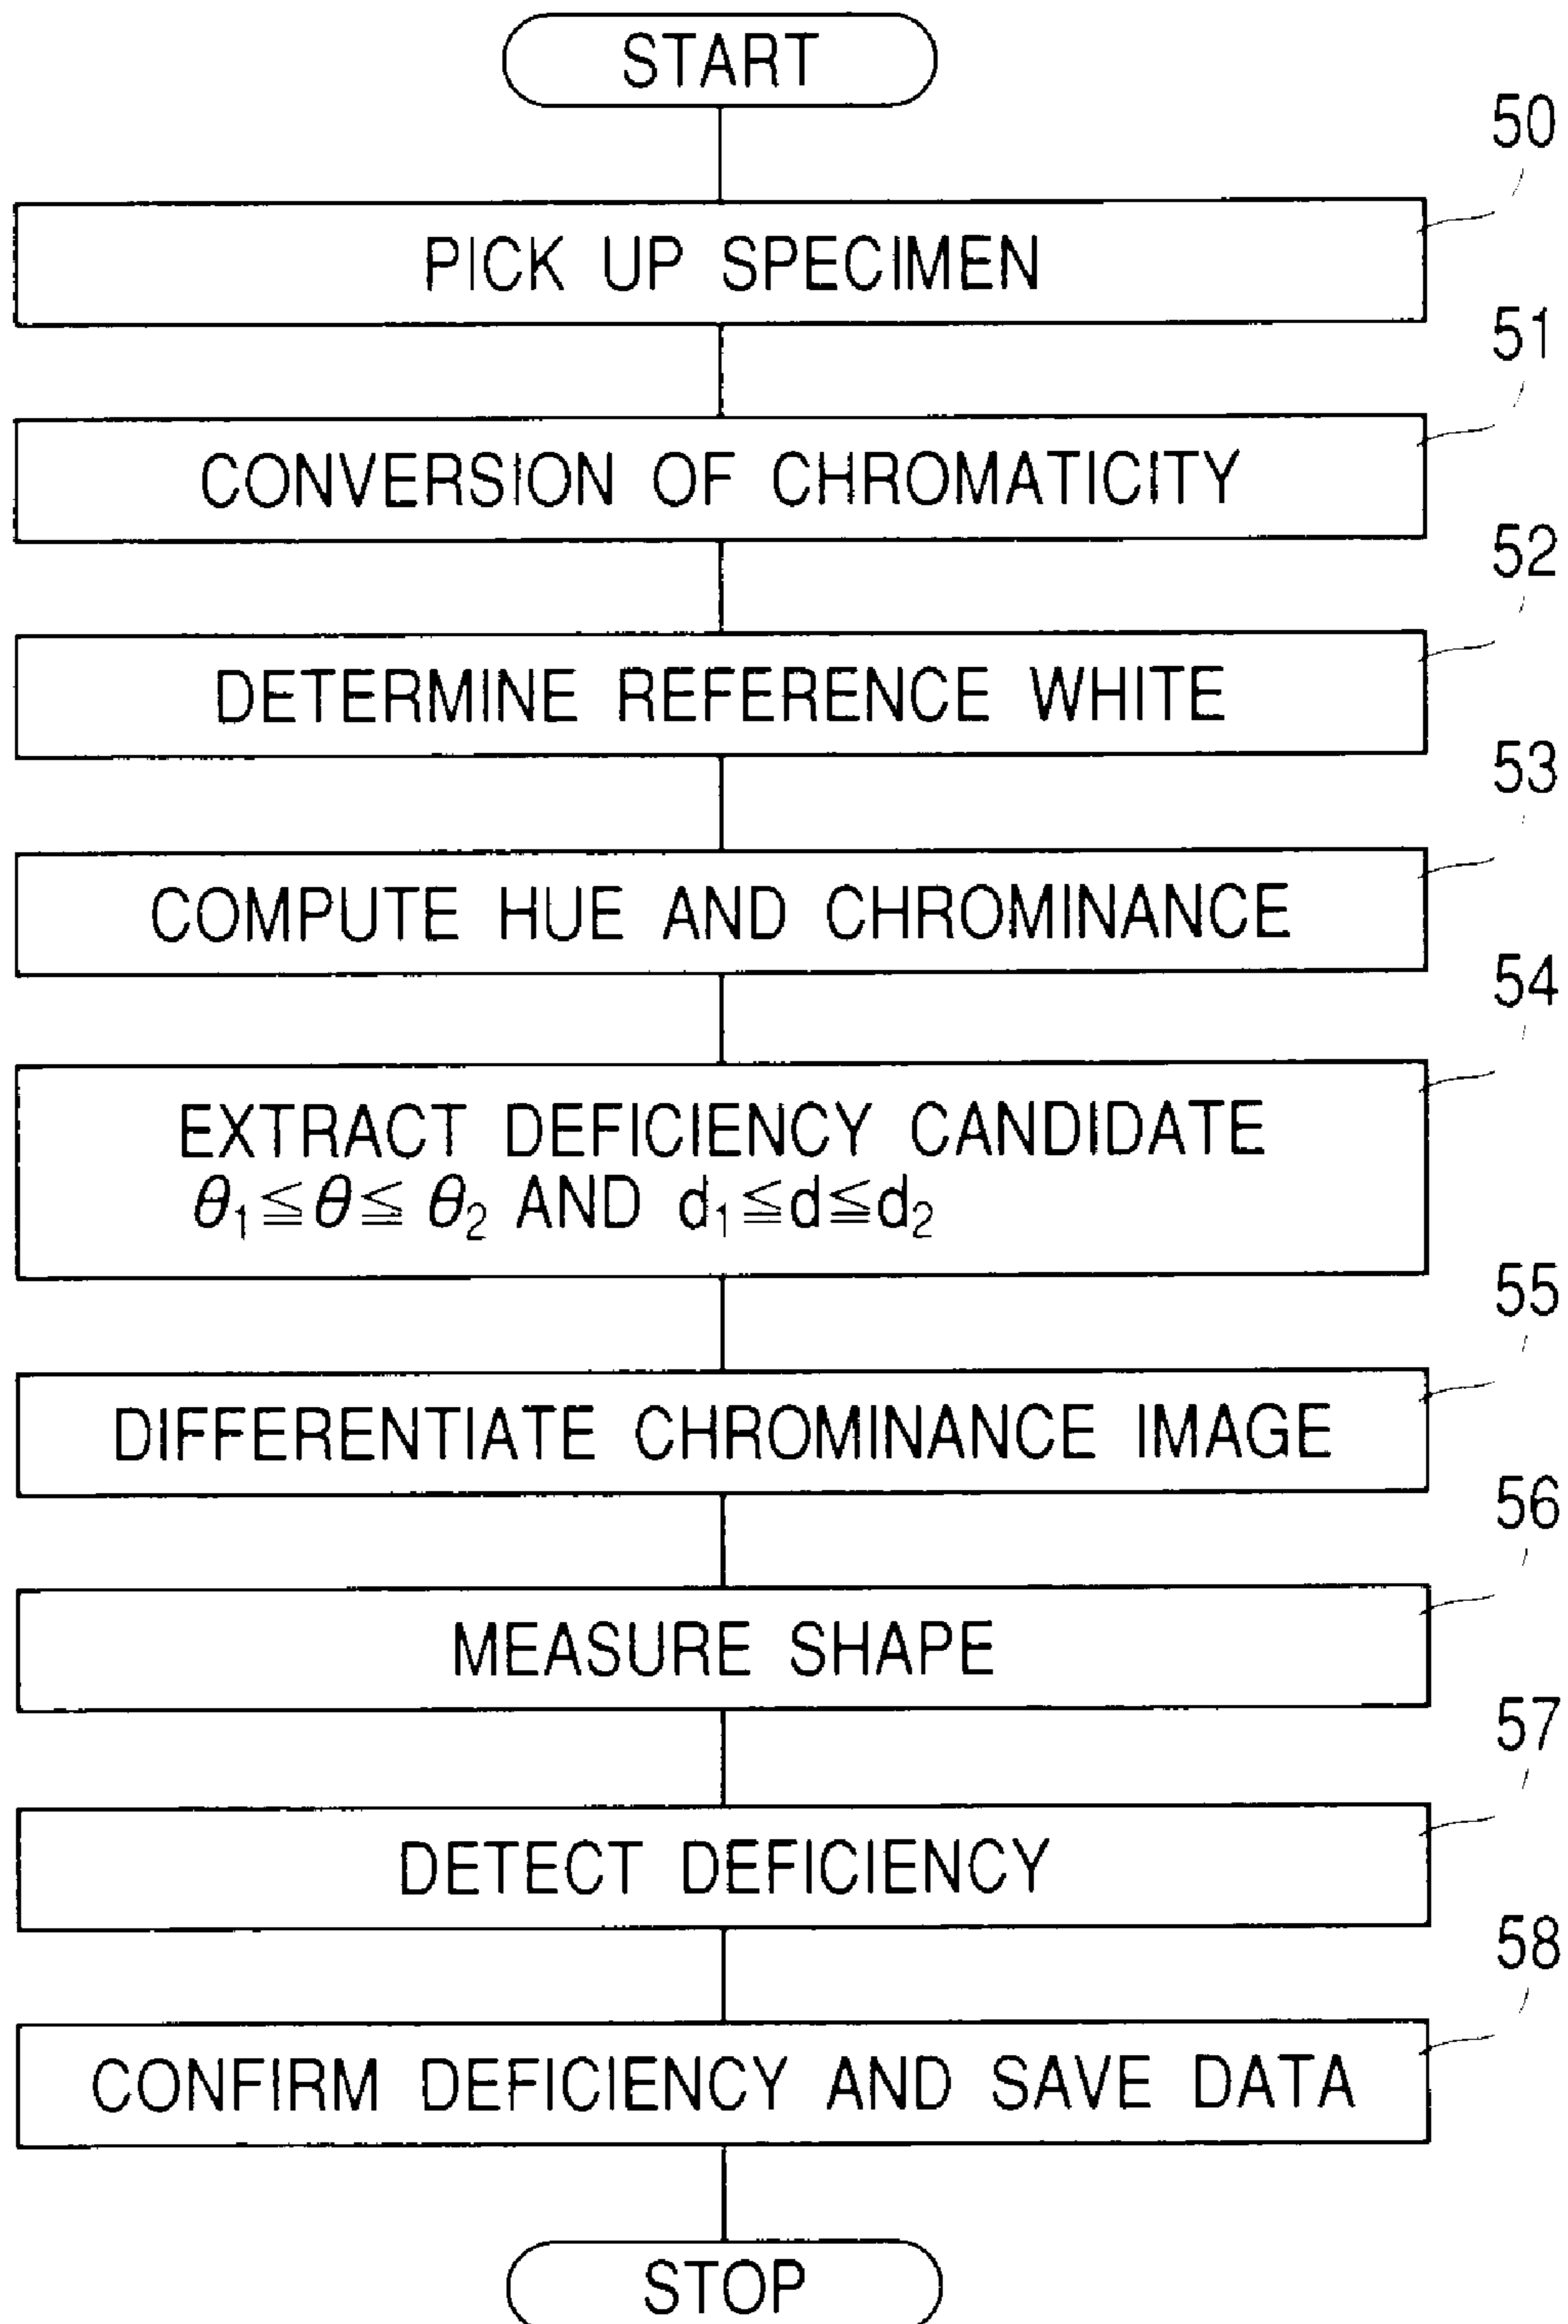 START
50
PICK UP SPECIMEN
51
CONVERSION OF CHROMATICITY
52
DETERMINE REFERENCE WHITE
53
COMPUTE HUE AND CHROMINANCE
54
EXTRACT DEFICIENCY CANDIDATE
θ₁≦θ≦ θ₂ AND d₁≦d≦d₂
55
DIFFERENTIATE CHROMINANCE IMAGE
56
MEASURE SHAPE
57
DETECT DEFICIENCY
58
CONFIRM DEFICIENCY AND SAVE DATA
STOP